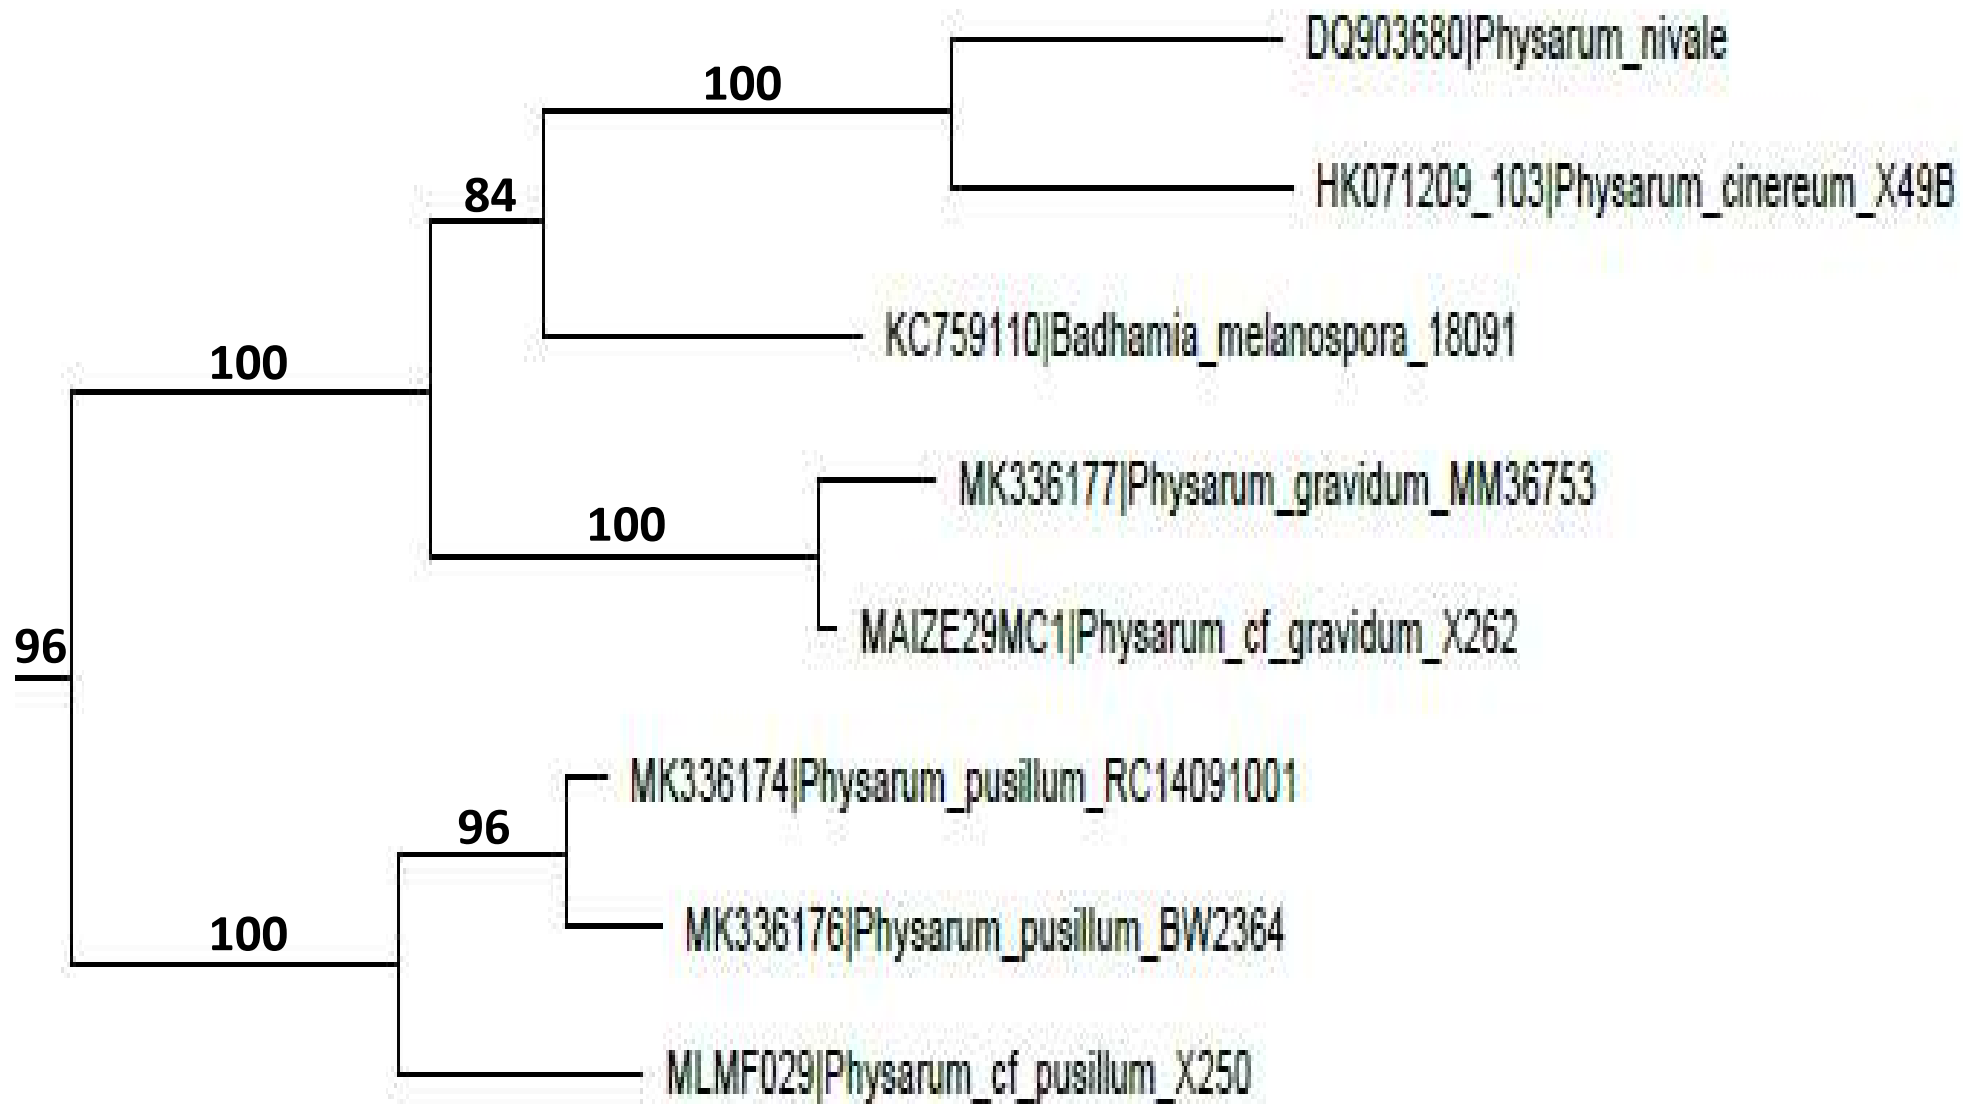 DQ903680|Physarum_nivale
100
HK071209_103|Physarum_cinereum_X49B
84
KC759110|Badhamia_melanospora_18091
100
MK336177|Physarum_gravidum_MM36753
100
MAIZE29MC1|Physarum_cf_gravidum_X262
96
MK336174|Physarum_pusillum_RC14091001
96
MK336176|Physarum_pusillum_BW2364
100
MLMF029|Physarum_cf_pusillum_X250